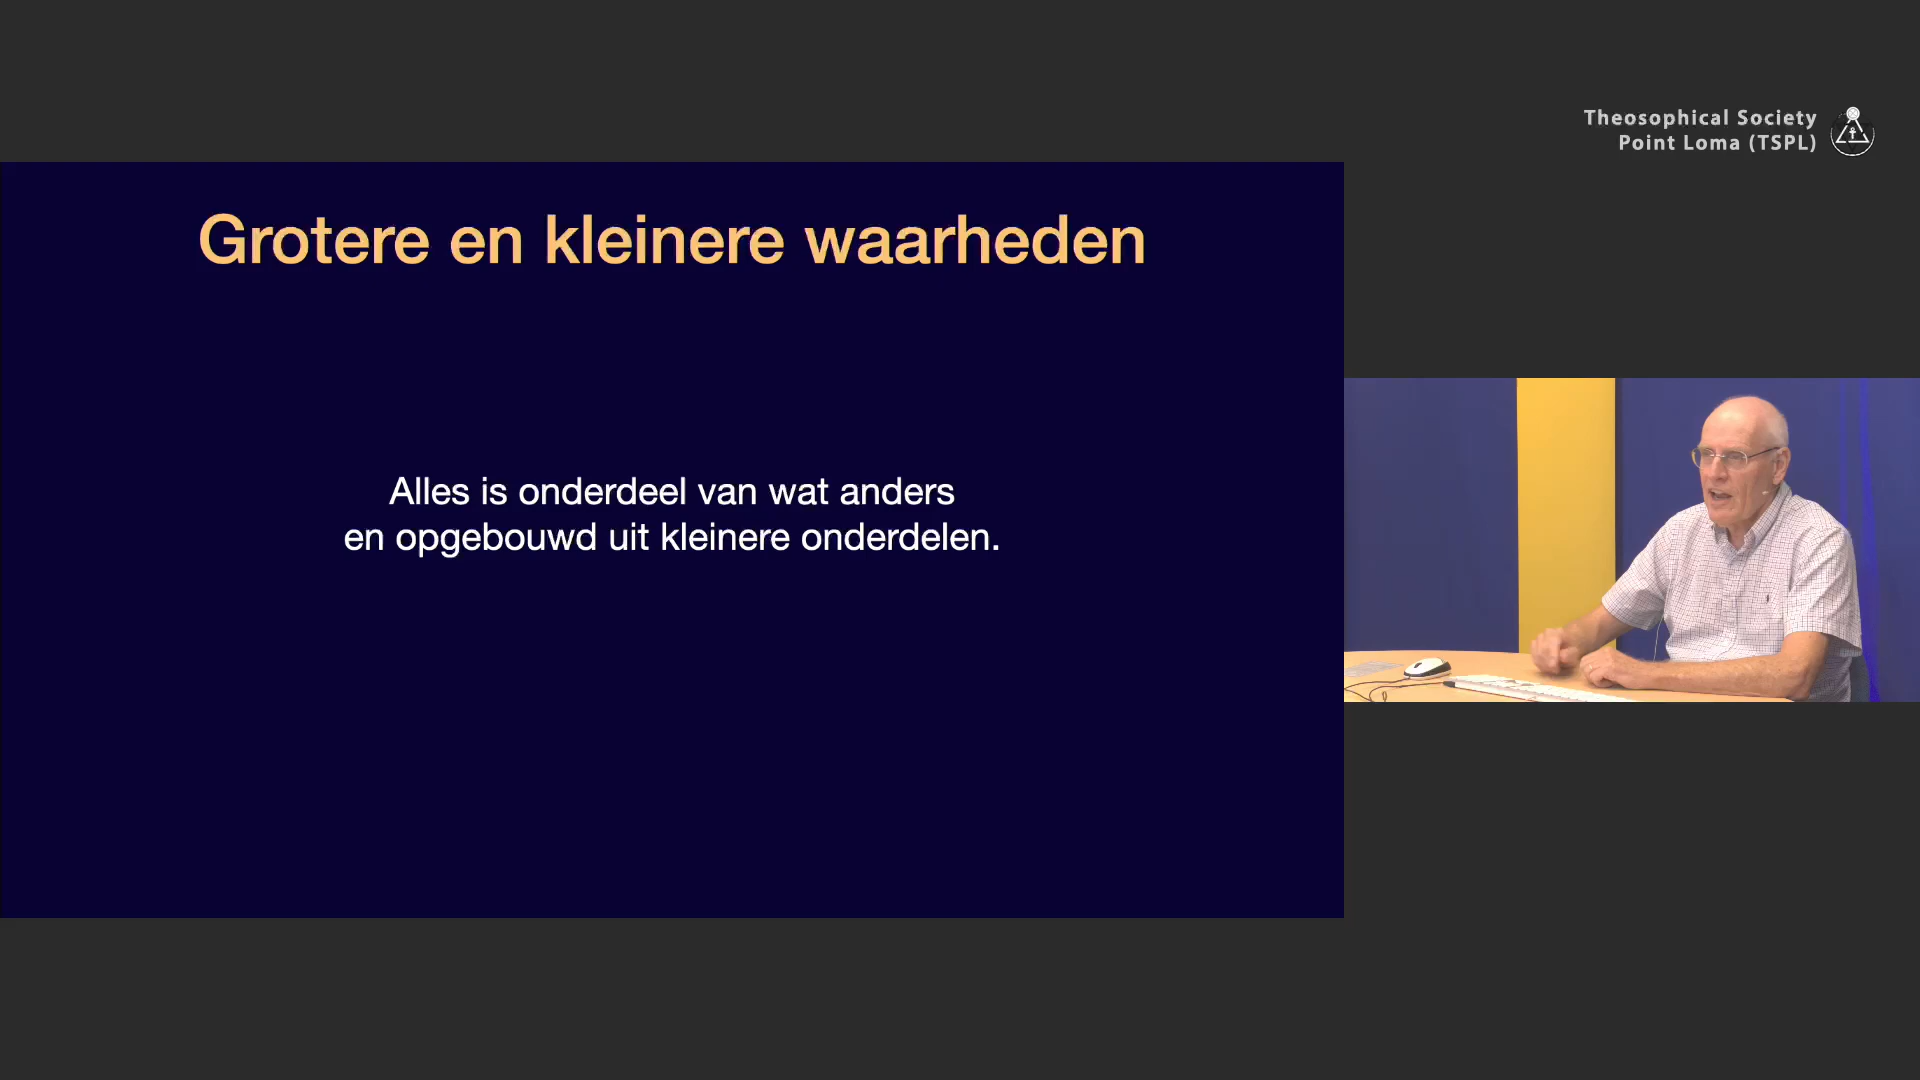 Theosophical Society
Point Loma (TSPL)
Grotere en kleinere waarheden
Alles is onderdeel van wat anders
en opgebouwd uit kleinere onderdelen.